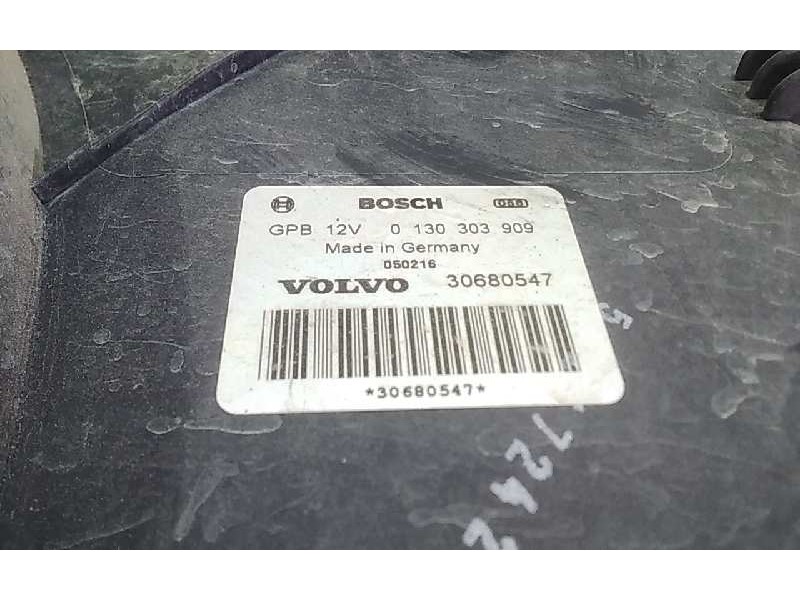 BOSCH
GPB 12V 0 130 303 909
Made in Germany
050216
VOLVO 30680547
*30680547*